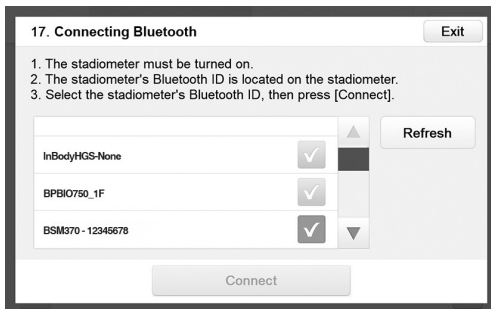 17. Connecting Bluetooth
Exit
1. The stadiometer must be turned on.
2. The stadiometer's Bluetooth ID is located on the stadiometer.
3. Select the stadiometer's Bluetooth ID, then press [Connect].
Refresh
InBodyHGS-None
BPBIO750_1F
BSM370 - 12345678
Connect